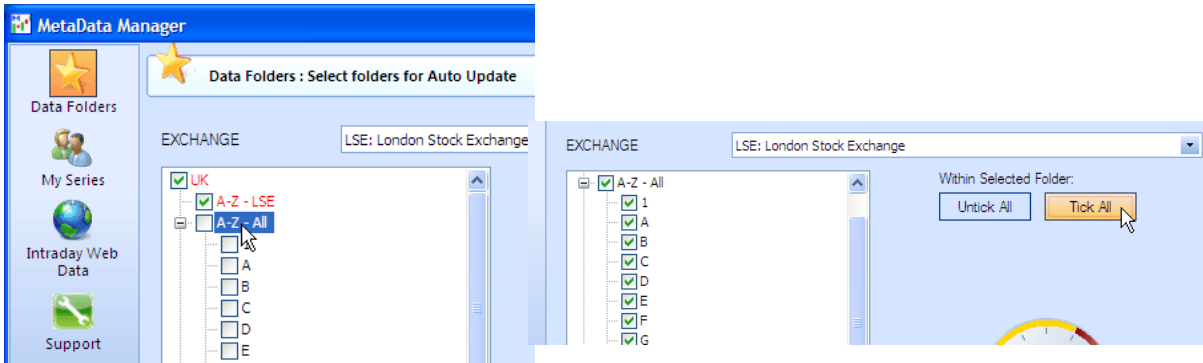 MetaData Manager
Data Folders : Select folders for Auto Update
Data Folders
My Series
Intraday Web
Data
Support
EXCHANGE
LSE: London Stock Exchange
UK
A-Z - LSE
A-Z - All
A
B
C
D
E
EXCHANGE
LSE: London Stock Exchange
A-Z - All
1
A
B
C
D
E
F
G
Within Selected Folder:
Untick All
Tick All